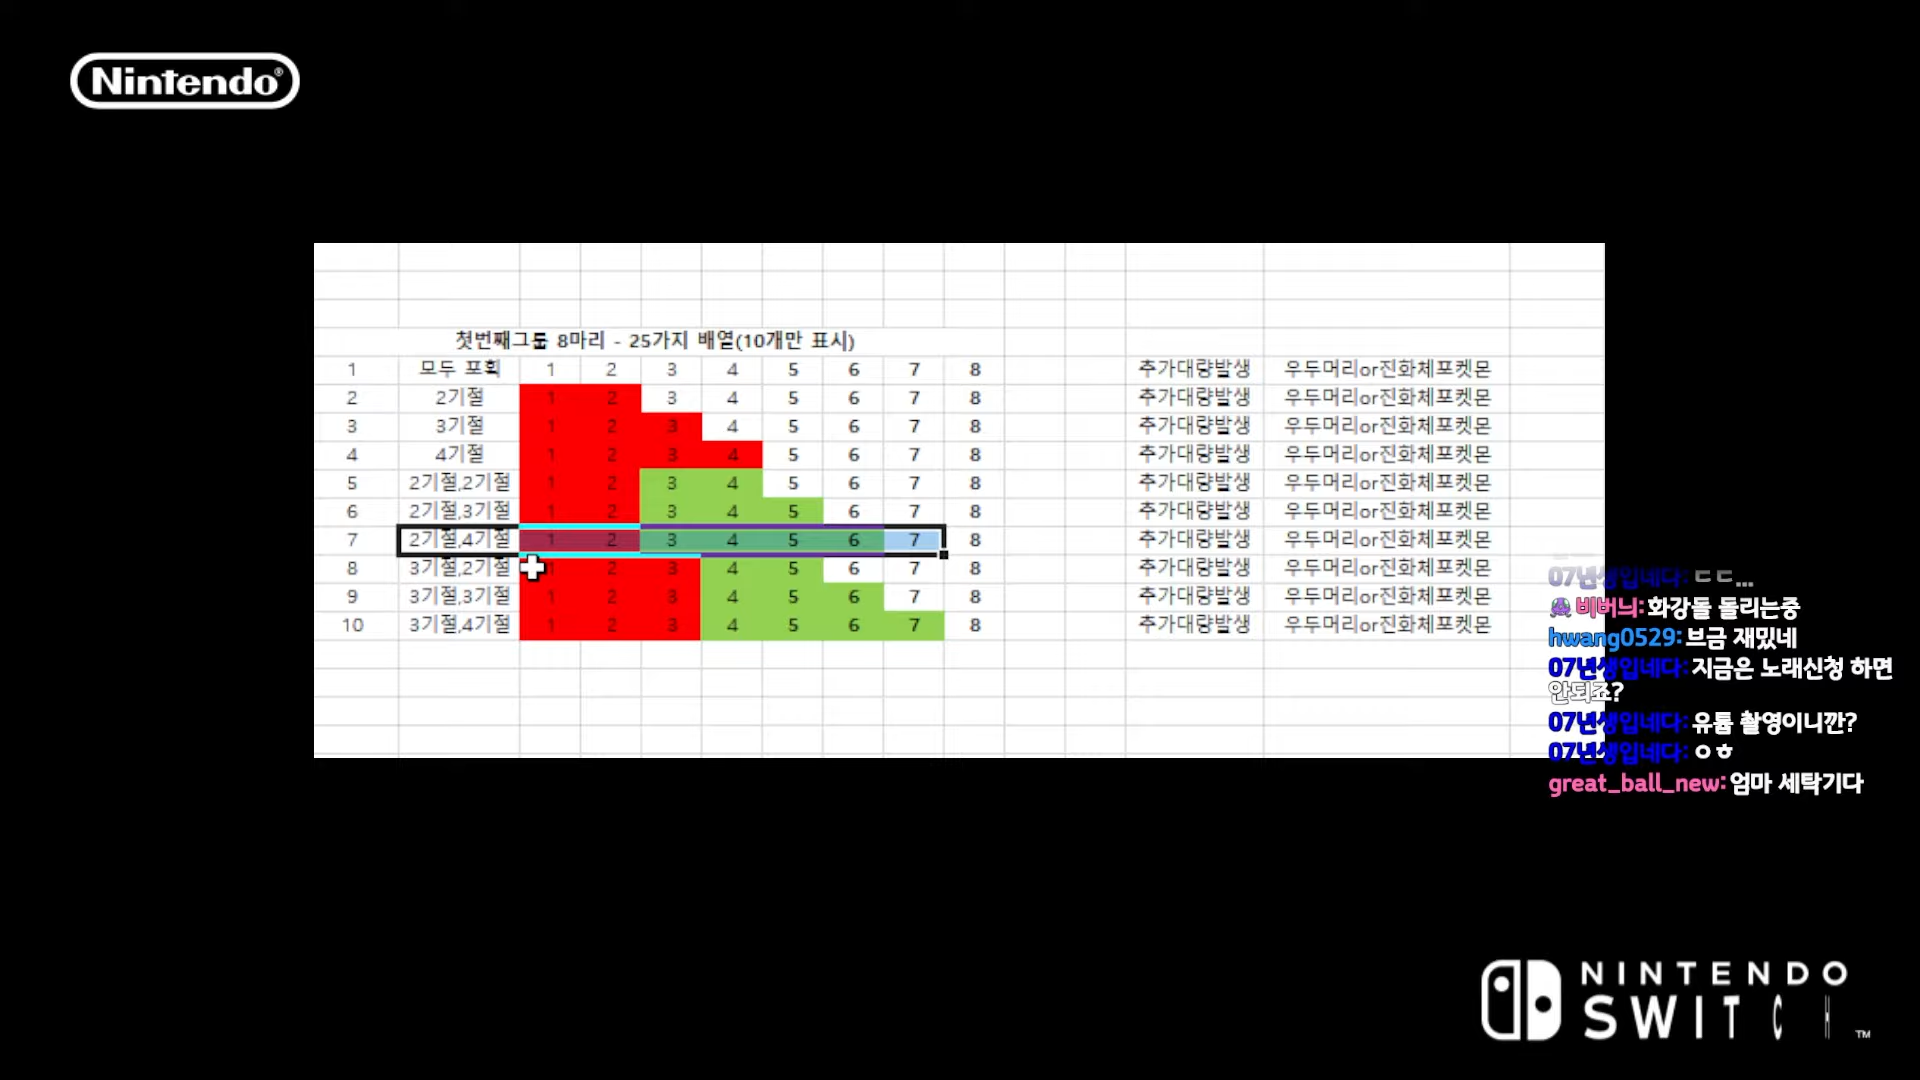 Nintendo®
첫번째그룹 8마리 - 25가지 배열(10개만 표시)
1 모두 포획 1 2 3 4 5 6 7 8 추가대량발생 우두머리or진화체포켓몬
2 2기절 1 2 3 4 5 6 7 8 추가대량발생 우두머리or진화체포켓몬
3 3기절 1 2 3 4 5 6 7 8 추가대량발생 우두머리or진화체포켓몬
4 4기절 1 2 3 4 5 6 7 8 추가대량발생 우두머리or진화체포켓몬
5 2기절,2기절 1 2 3 4 5 6 7 8 추가대량발생 우두머리or진화체포켓몬
6 2기절,3기절 1 2 3 4 5 6 7 8 추가대량발생 우두머리or진화체포켓몬
7 2기절,4기절 1 2 3 4 5 6 7 8 추가대량발생 우두머리or진화체포켓몬
8 3기절,2기절 1 2 3 4 5 6 7 8 추가대량발생 우두머리or진화체포켓몬
9 3기절,3기절 1 2 3 4 5 6 7 8 추가대량발생 우두머리or진화체포켓몬
10 3기절,4기절 1 2 3 4 5 6 7 8 추가대량발생 우두머리or진화체포켓몬
07년생입네다: ㄷㄷ...
비버늬: 화강돌 돌리는중
hwang0529: 브금 재밌네
07년생입네다: 지금은 노래신청 하면
안되죠?
07년생입네다: 유튭 촬영이니깐?
07년생입네다: ㅇㅎ
great_ball_new: 엄마 세탁기다
NINTENDO
SWITCH
TM